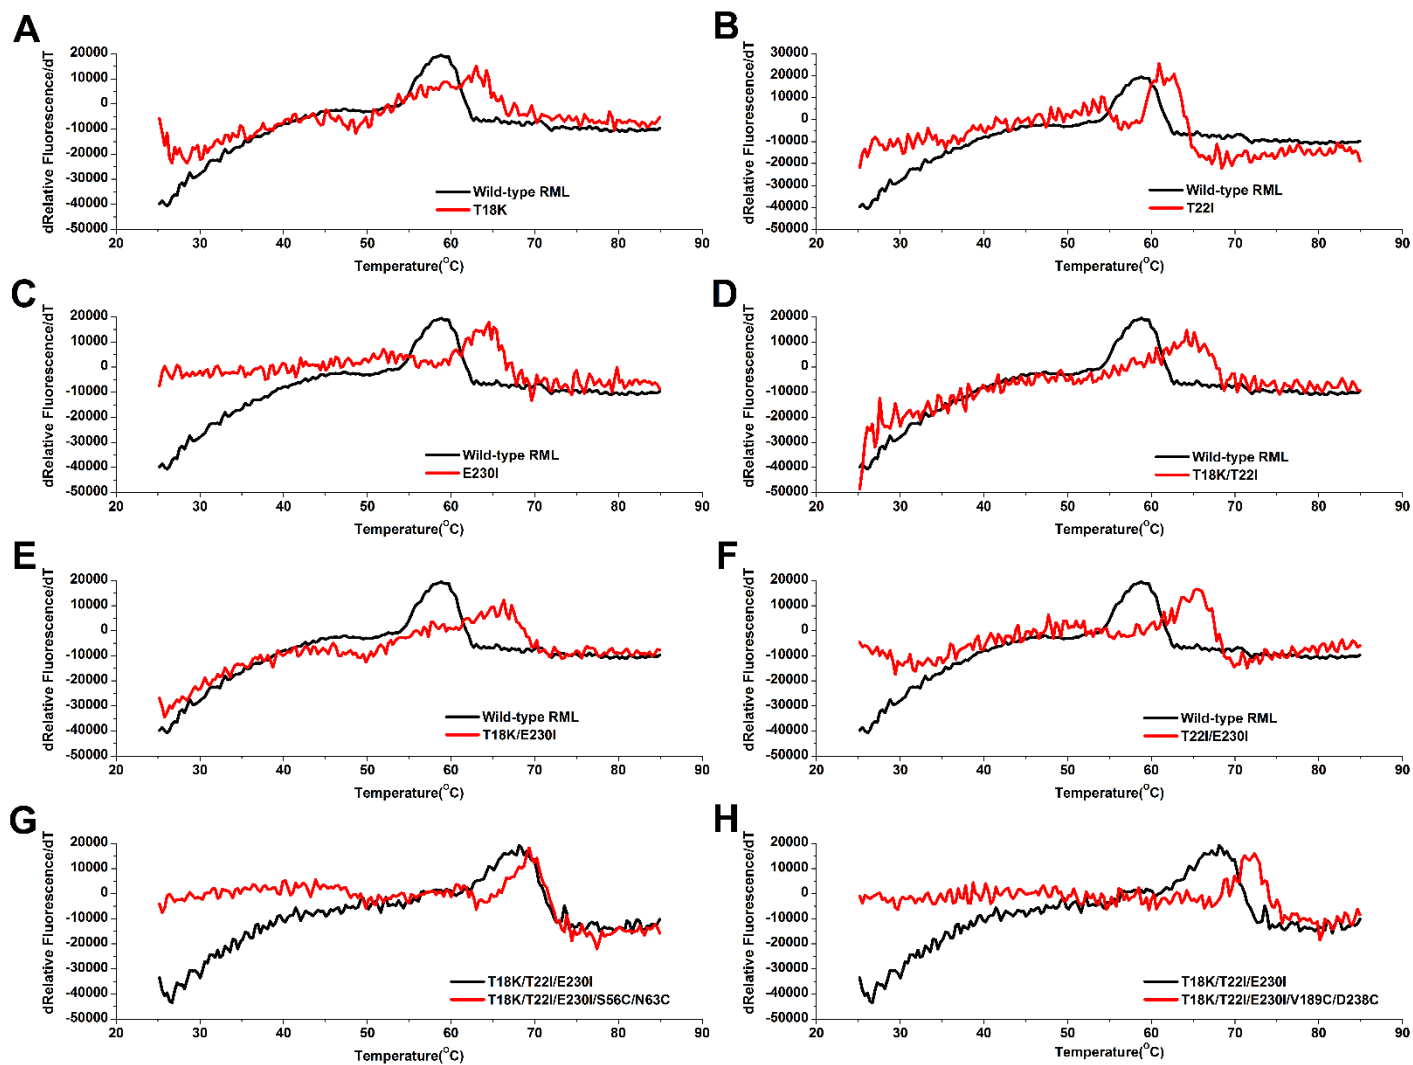 A
dRelative Fluorescence/dT
20000
10000
0
-10000
-20000
-30000
-40000
-50000
Wild-type RML
T18K
20 30 40 50 60 70 80 90
Temperature(°C)
B
dRelative Fluorescence/dT
30000
20000
10000
0
-10000
-20000
-30000
-40000
-50000
Wild-type RML
T22I
20 30 40 50 60 70 80 90
Temperature(°C)
C
dRelative Fluorescence/dT
20000
10000
0
-10000
-20000
-30000
-40000
-50000
Wild-type RML
E230I
20 30 40 50 60 70 80 90
Temperature(°C)
D
dRelative Fluorescence/dT
20000
10000
0
-10000
-20000
-30000
-40000
-50000
Wild-type RML
T18K/T22I
20 30 40 50 60 70 80 90
Temperature(°C)
E
dRelative Fluorescence/dT
20000
10000
0
-10000
-20000
-30000
-40000
-50000
Wild-type RML
T18K/E230I
20 30 40 50 60 70 80 90
Temperature(°C)
F
dRelative Fluorescence/dT
20000
10000
0
-10000
-20000
-30000
-40000
-50000
Wild-type RML
T22I/E230I
20 30 40 50 60 70 80 90
Temperature(°C)
G
dRelative Fluorescence/dT
20000
10000
0
-10000
-20000
-30000
-40000
-50000
T18K/T22I/E230I
T18K/T22I/E230I/S56C/N63C
20 30 40 50 60 70 80 90
Temperature(°C)
H
dRelative Fluorescence/dT
20000
10000
0
-10000
-20000
-30000
-40000
-50000
T18K/T22I/E230I
T18K/T22I/E230I/V189C/D238C
20 30 40 50 60 70 80 90
Temperature(°C)